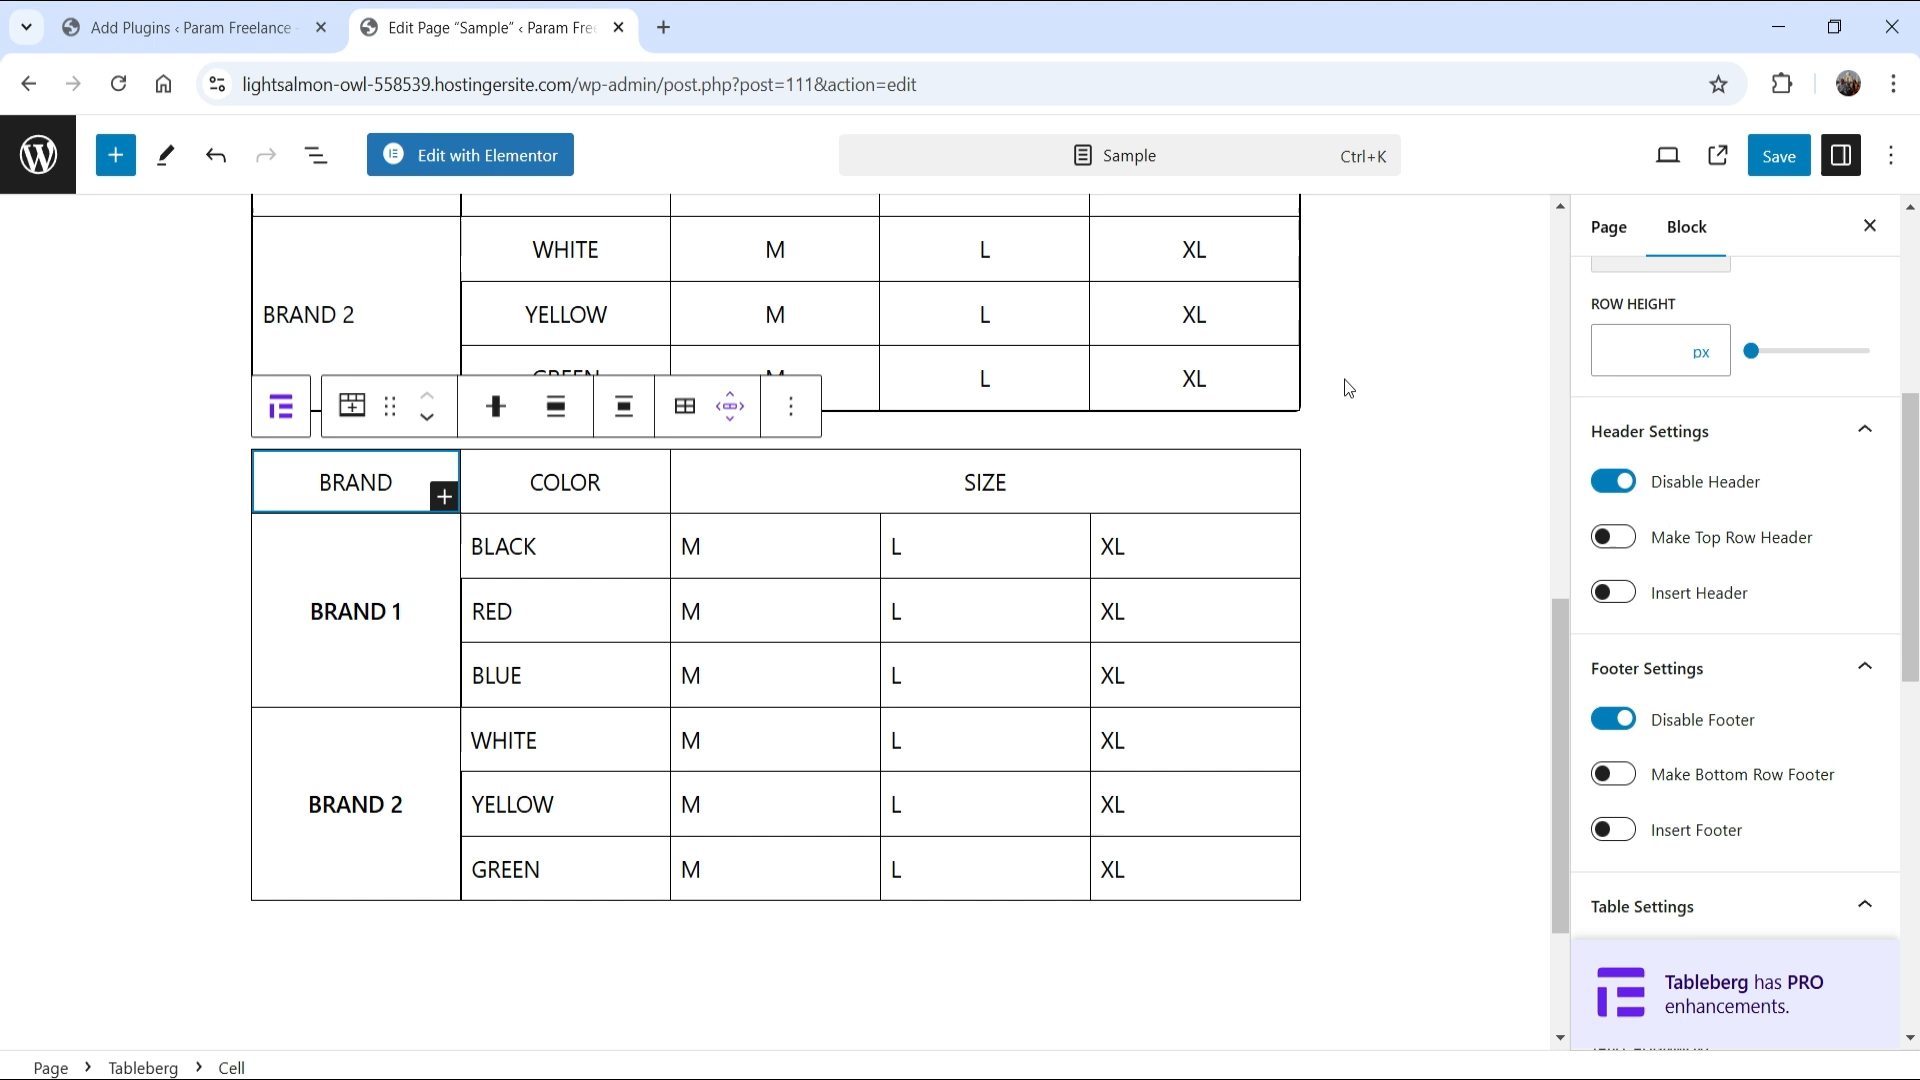 Add Plugins ‹ Param Freelance
Edit Page “Sample” ‹ Param Free
lightsalmon-owl-558539.hostingersite.com/wp-admin/post.php?post=111&action=edit
Edit with Elementor
Sample
Ctrl+K
Save
WHITE M L XL
BRAND 2
YELLOW M L XL
GREEN M L XL
BRAND COLOR SIZE
BLACK M L XL
BRAND 1
RED M L XL
BLUE M L XL
WHITE M L XL
BRAND 2
YELLOW M L XL
GREEN M L XL
Page Block
ROW HEIGHT
px
Header Settings
Disable Header
Make Top Row Header
Insert Header
Footer Settings
Disable Footer
Make Bottom Row Footer
Insert Footer
Table Settings
Tableberg has PRO
enhancements.
Page › Tableberg › Cell